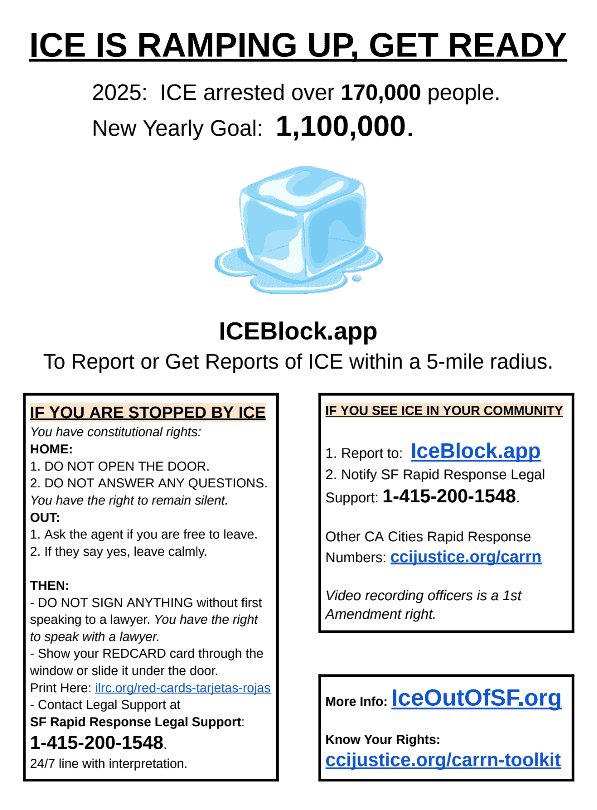 ICE IS RAMPING UP, GET READY
2025: ICE arrested over 170,000 people.
New Yearly Goal: 1,100,000.
ICEBlock.app
To Report or Get Reports of ICE within a 5-mile radius.
IF YOU ARE STOPPED BY ICE
You have constitutional rights:
HOME:
1. DO NOT OPEN THE DOOR.
2. DO NOT ANSWER ANY QUESTIONS.
You have the right to remain silent.
OUT:
1. Ask the agent if you are free to leave.
2. If they say yes, leave calmly.
THEN:
- DO NOT SIGN ANYTHING without first
speaking to a lawyer. You have the right
to speak with a lawyer.
- Show your REDCARD card through the
window or slide it under the door.
Print Here: ilrc.org/red-cards-tarjetas-rojas
- Contact Legal Support at
SF Rapid Response Legal Support:
1-415-200-1548.
24/7 line with interpretation.
IF YOU SEE ICE IN YOUR COMMUNITY
1. Report to: IceBlock.app
2. Notify SF Rapid Response Legal
Support: 1-415-200-1548.
Other CA Cities Rapid Response
Numbers: ccijustice.org/carrn
Video recording officers is a 1st
Amendment right.
More Info: IceOutOfSF.org
Know Your Rights:
ccijustice.org/carrn-toolkit